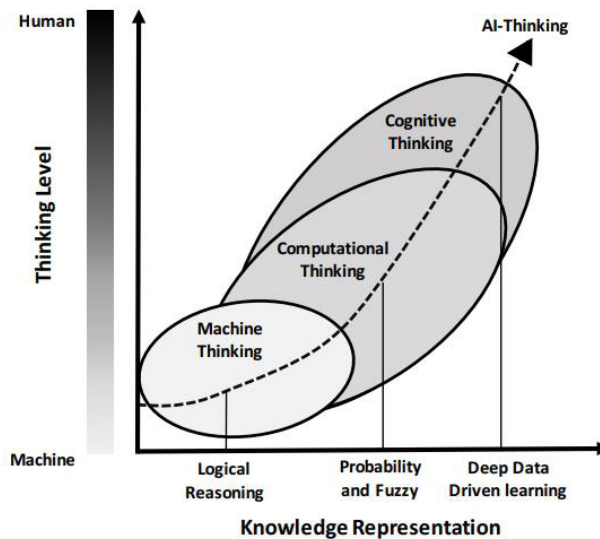 Human
AI-Thinking
Cognitive
Thinking
Thinking Level
Computational
Thinking
Machine
Thinking
Machine
Logical
Reasoning
Probability
and Fuzzy
Deep Data
Driven learning
Knowledge Representation